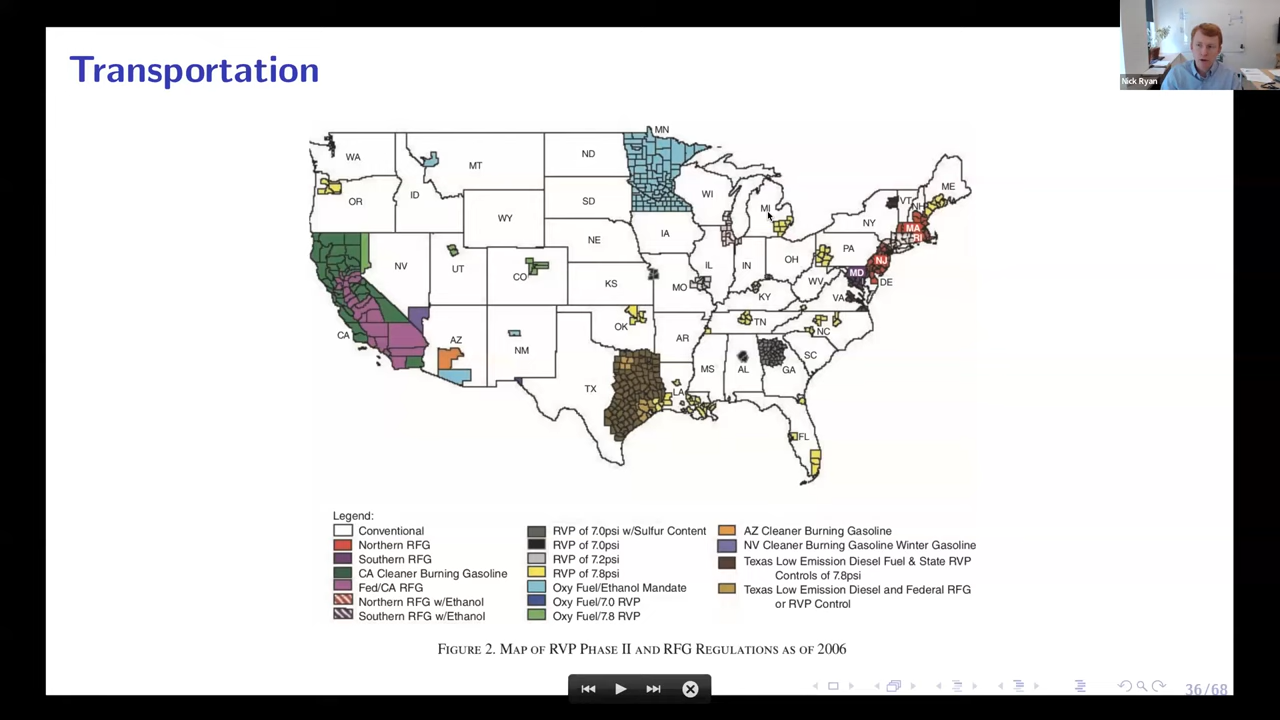 Transportation
Nick Ryan
MN
WA
MT
ND
ME
VT
NH
OR
ID
WI
MI
SD
WY
NY
MA
RI
IA
NE
PA
NJ
NV
UT
CO
IL
IN
OH
MD
DE
KS
MO
WV
VA
KY
CA
AZ
NM
OK
TN
NC
AR
SC
MS
AL
GA
TX
LA
FL
Legend:
Conventional
Northern RFG
Southern RFG
CA Cleaner Burning Gasoline
Fed/CA RFG
Northern RFG w/Ethanol
Southern RFG w/Ethanol
RVP of 7.0psi w/Sulfur Content
RVP of 7.0psi
RVP of 7.2psi
RVP of 7.8psi
Oxy Fuel/Ethanol Mandate
Oxy Fuel/7.0 RVP
Oxy Fuel/7.8 RVP
AZ Cleaner Burning Gasoline
NV Cleaner Burning Gasoline Winter Gasoline
Texas Low Emission Diesel Fuel & State RVP
Controls of 7.8psi
Texas Low Emission Diesel and Federal RFG
or RVP Control
Figure 2. Map of RVP Phase II and RFG Regulations as of 2006
36/68